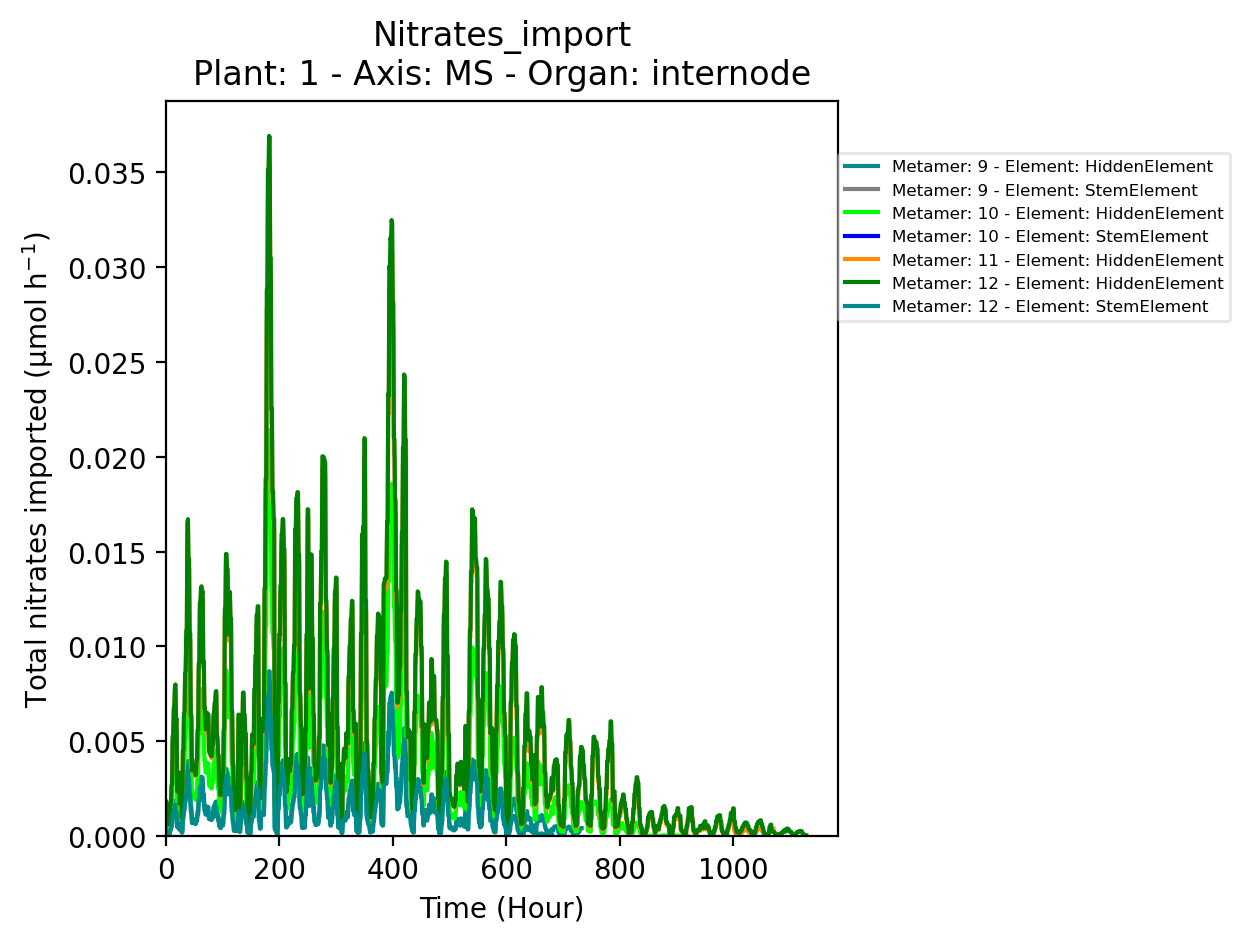 Nitrates_import
Plant: 1 - Axis: MS - Organ: internode
Total nitrates imported (µmol h⁻¹)
0.035
0.030
0.025
0.020
0.015
0.010
0.005
0.000
0 200 400 600 800 1000
Time (Hour)
Metamer: 9 - Element: HiddenElement
Metamer: 9 - Element: StemElement
Metamer: 10 - Element: HiddenElement
Metamer: 10 - Element: StemElement
Metamer: 11 - Element: HiddenElement
Metamer: 12 - Element: HiddenElement
Metamer: 12 - Element: StemElement